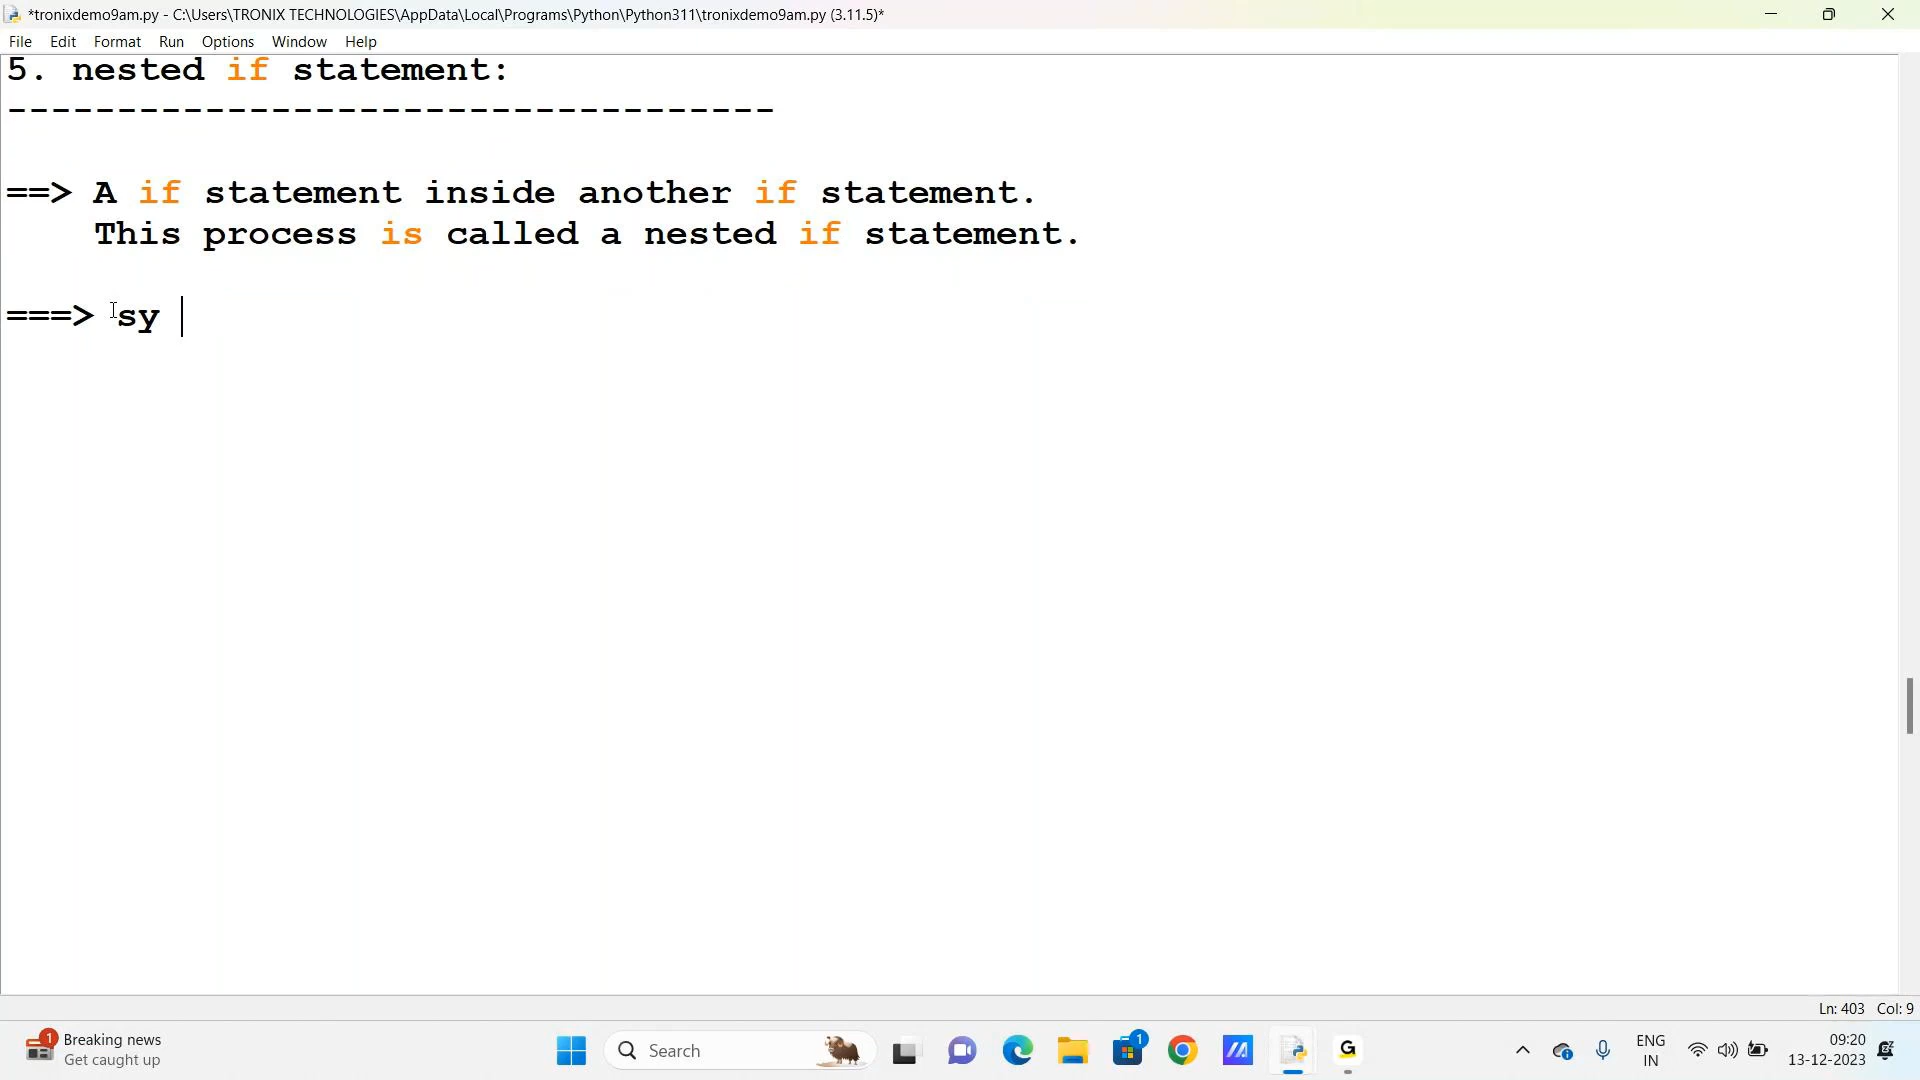 *tronixdemo9am.py - C:\Users\TRONIX TECHNOLOGIES\AppData\Local\Programs\Python\Python311\tronixdemo9am.py (3.11.5)*
File Edit Format Run Options Window Help
5. nested if statement:
-----------------------------------
==> A if statement inside another if statement.
This process is called a nested if statement.
===> sy
Ln: 403 Col: 9
1
Breaking news
Get caught up
Search
1
G
ENG
IN
09:20
13-12-2023